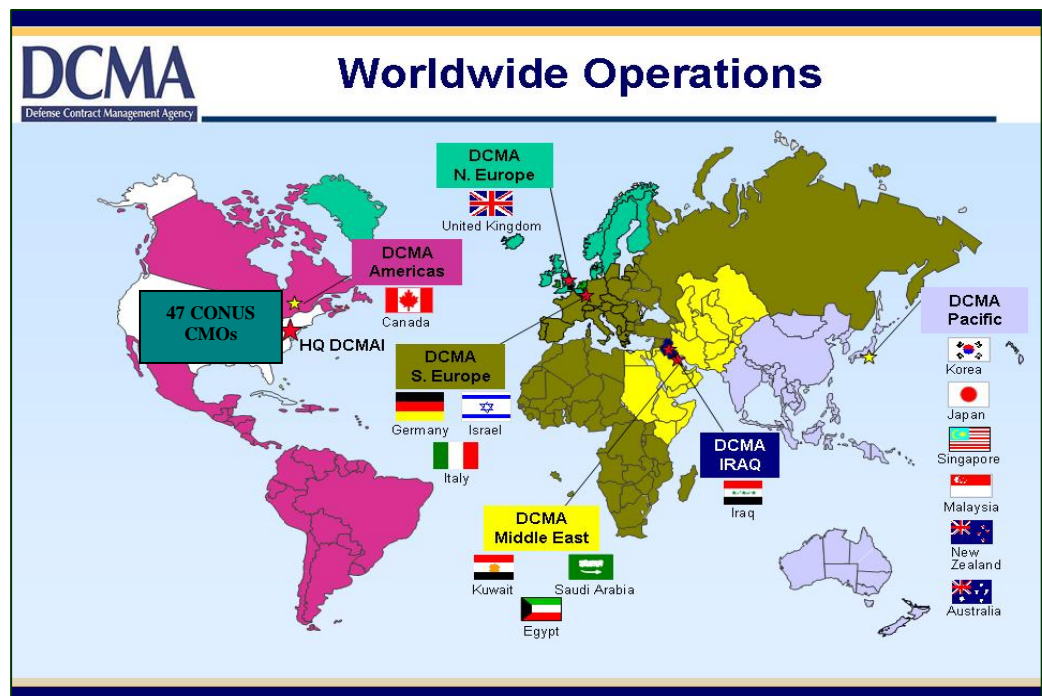 DCMA
Defense Contract Management Agency
Worldwide Operations
DCMA
N. Europe
United Kingdom
DCMA
Americas
Canada
47 CONUS
CMOs
HQ DCMAI
DCMA
S. Europe
Germany
Israel
Italy
DCMA
Pacific
Korea
Japan
Singapore
Malaysia
New
Zealand
Australia
DCMA
IRAQ
Iraq
DCMA
Middle East
Kuwait
Saudi Arabia
Egypt